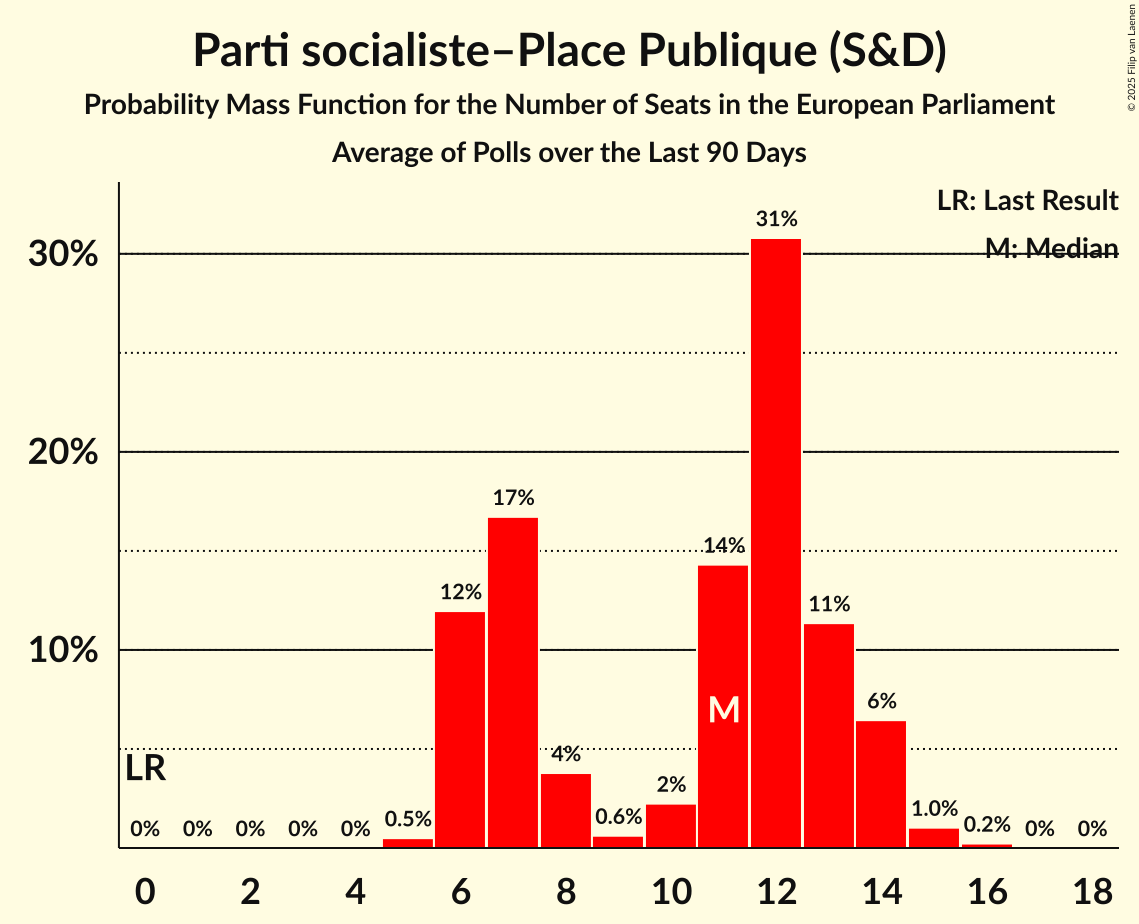 Parti socialiste–Place Publique (S&D)
Probability Mass Function for the Number of Seats in the European Parliament
Average of Polls over the Last 90 Days
© 2025 Filip van Laenen
LR: Last Result
M: Median
30%
20%
10%
31%
17%
14%
12%
11%
6%
4%
2%
1.0%
0.6%
0.5%
0.2%
0% 0% 0% 0% 0%
0% 0%
M
LR
0 2 4 6 8 10 12 14 16 18